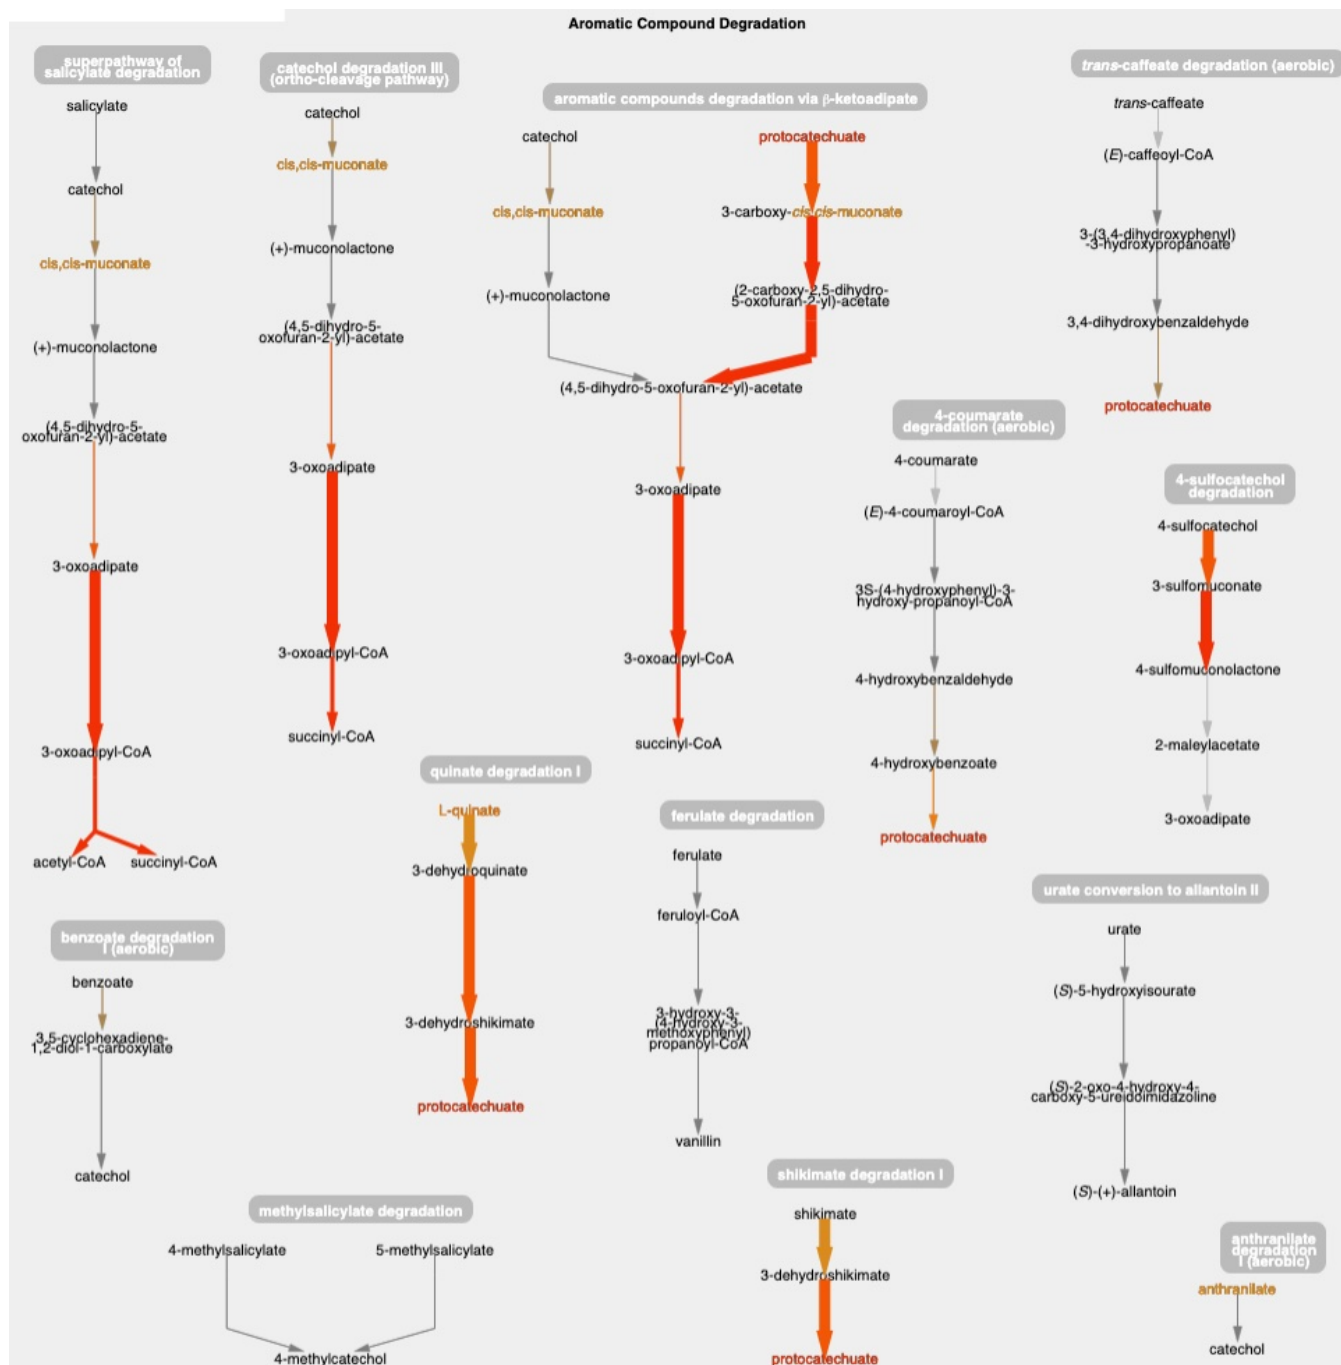 Aromatic Compound Degradation
superpathway of
salicylate degradation
salicylate
catechol
cis,cis-muconate
(+)-muconolactone
(4,5-dihydro-5-
oxofuran-2-yl)-acetate
3-oxoadipate
3-oxoadipyl-CoA
acetyl-CoA
succinyl-CoA
catechol degradation III
(ortho-cleavage pathway)
catechol
cis,cis-muconate
(+)-muconolactone
(4,5-dihydro-5-
oxofuran-2-yl)-acetate
3-oxoadipate
3-oxoadipyl-CoA
succinyl-CoA
aromatic compounds degradation via β-ketoadipate
catechol
cis,cis-muconate
(+)-muconolactone
protocatechuate
3-carboxy-cis,cis-muconate
(2-carboxy-2,5-dihydro-
5-oxofuran-2-yl)-acetate
(4,5-dihydro-5-oxofuran-2-yl)-acetate
3-oxoadipate
3-oxoadipyl-CoA
succinyl-CoA
trans-caffeate degradation (aerobic)
trans-caffeate
(E)-caffeoyl-CoA
3-(3,4-dihydroxyphenyl)
-3-hydroxypropanoate
3,4-dihydroxybenzaldehyde
protocatechuate
4-coumarate
degradation (aerobic)
4-coumarate
(E)-4-coumaroyl-CoA
3S-(4-hydroxyphenyl)-3-
hydroxy-propanoyl-CoA
4-hydroxybenzaldehyde
4-hydroxybenzoate
protocatechuate
4-sulfocatechol
degradation
4-sulfocatechol
3-sulfomuconate
4-sulfomuconolactone
2-maleylacetate
3-oxoadipate
quinate degradation I
L-quinate
3-dehydroquinate
3-dehydroshikimate
protocatechuate
ferulate degradation
ferulate
feruloyl-CoA
3-hydroxy-3-
(4-hydroxy-3-
methoxyphenyl)
propanoyl-CoA
vanillin
urate conversion to allantoin II
urate
(S)-5-hydroxyisourate
(S)-2-oxo-4-hydroxy-4-
carboxy-5-ureidoimidazoline
(S)-(+)-allantoin
benzoate degradation
I (aerobic)
benzoate
3,5-cyclohexadiene-
1,2-diol-1-carboxylate
catechol
methylsalicylate degradation
4-methylsalicylate
5-methylsalicylate
4-methylcatechol
shikimate degradation I
shikimate
3-dehydroshikimate
protocatechuate
anthranilate
degradation
I (aerobic)
anthranilate
catechol